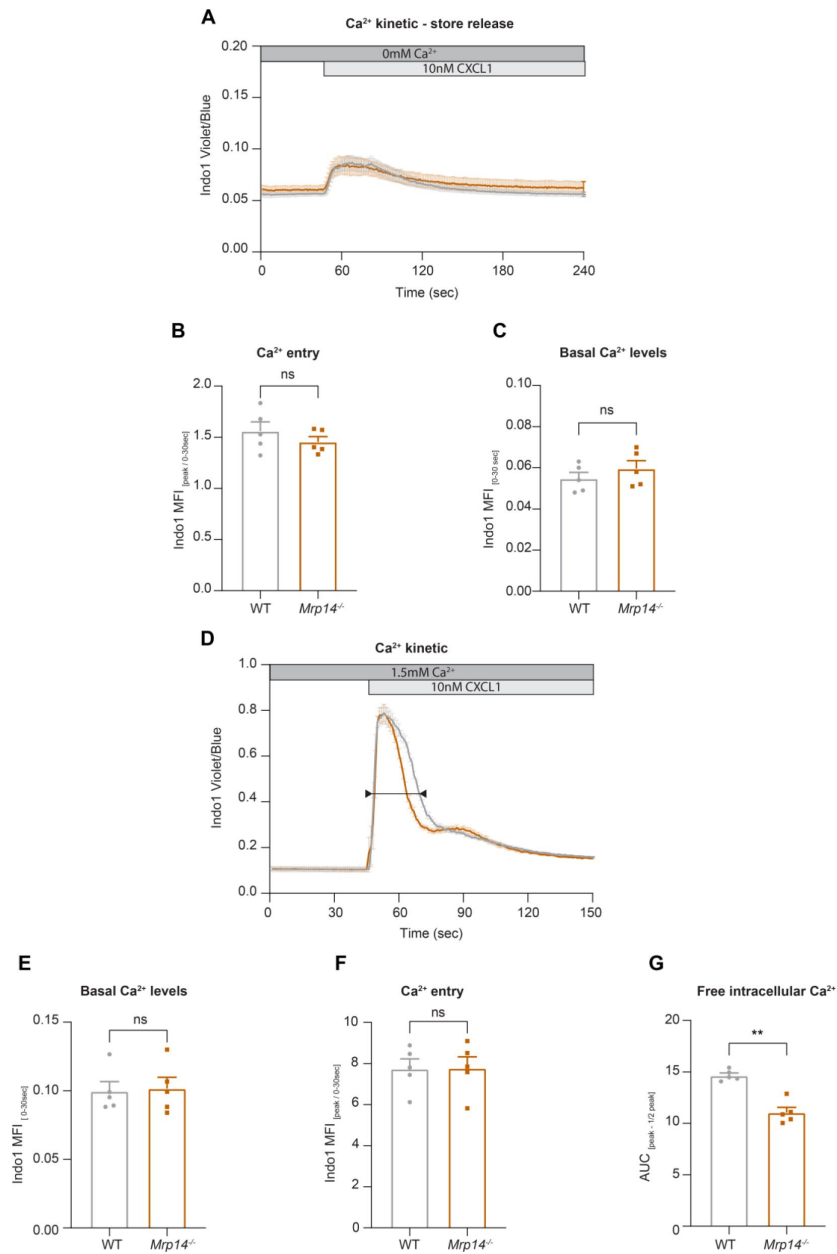 A
Ca²⁺ kinetic - store release
0.20
0mM Ca²⁺
10nM CXCL1
0.15
0.10
0.05
0.00
Indo1 Violet/Blue
0
60
120
180
240
Time (sec)
B
Ca²⁺ entry
ns
2.0
1.5
1.0
0.5
0.0
Indo1 MFI [peak / 0-30sec]
WT
Mrp14⁻/⁻
C
Basal Ca²⁺ levels
ns
0.10
0.08
0.06
0.04
0.02
0.00
Indo1 MFI [0-30 sec]
WT
Mrp14⁻/⁻
D
Ca²⁺ kinetic
1.0
1.5mM Ca²⁺
10nM CXCL1
0.8
0.6
0.4
0.2
0.0
Indo1 Violet/Blue
0
30
60
90
120
150
Time (sec)
E
Basal Ca²⁺ levels
ns
0.15
0.10
0.05
0.00
Indo1 MFI [ 0-30sec]
WT
Mrp14⁻/⁻
F
Ca²⁺ entry
ns
10
8
6
4
2
0
Indo1 MFI [peak / 0-30sec]
WT
Mrp14⁻/⁻
G
Free intracellular Ca²⁺
**
20
15
10
5
0
AUC [peak - 1/2 peak]
WT
Mrp14⁻/⁻